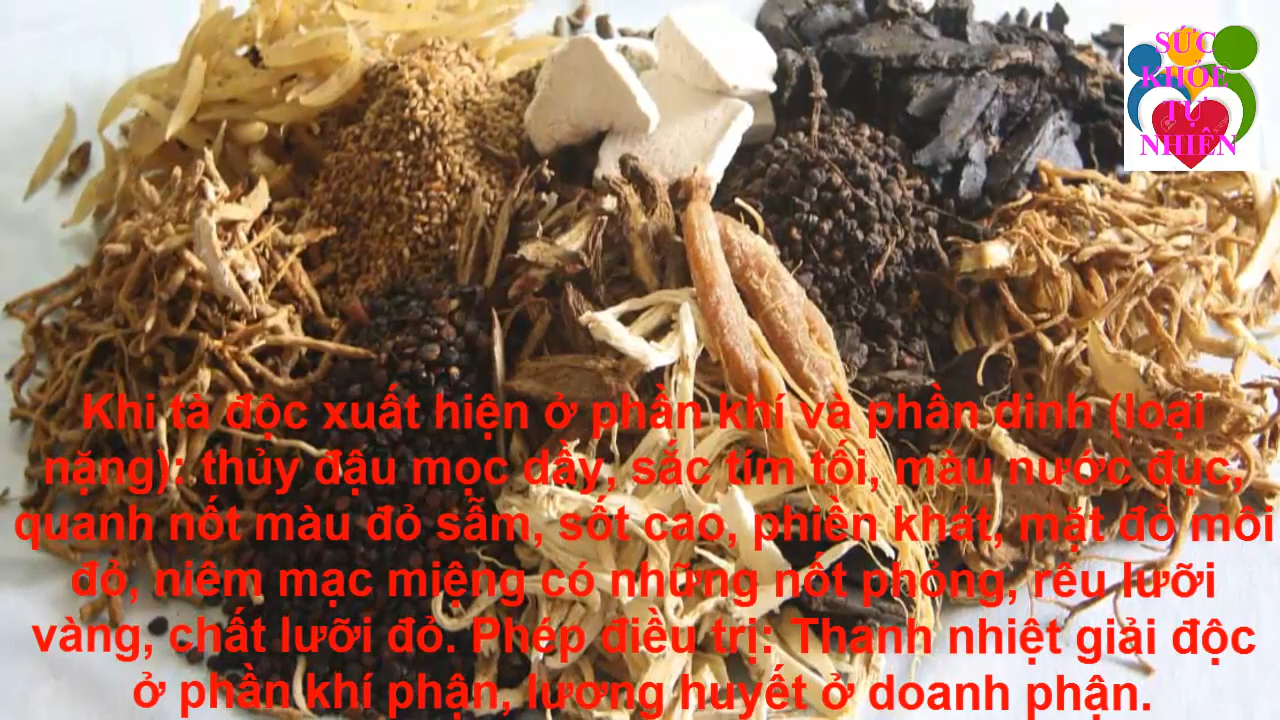 SỨC
KHỎE
TỰ
NHIÊN
Khi tà độc xuất hiện ở phần khí và phần dinh (loại
nặng): thủy đậu mọc dầy, sắc tím tối, màu nước đục,
quanh nốt màu đỏ sẫm, sốt cao, phiền khát, mặt đỏ môi
đỏ, niêm mạc miệng có những nốt phỏng, rêu lưỡi
vàng, chất lưỡi đỏ. Phép điều trị: Thanh nhiệt giải độc
ở phần khí phận, lương huyết ở doanh phận.